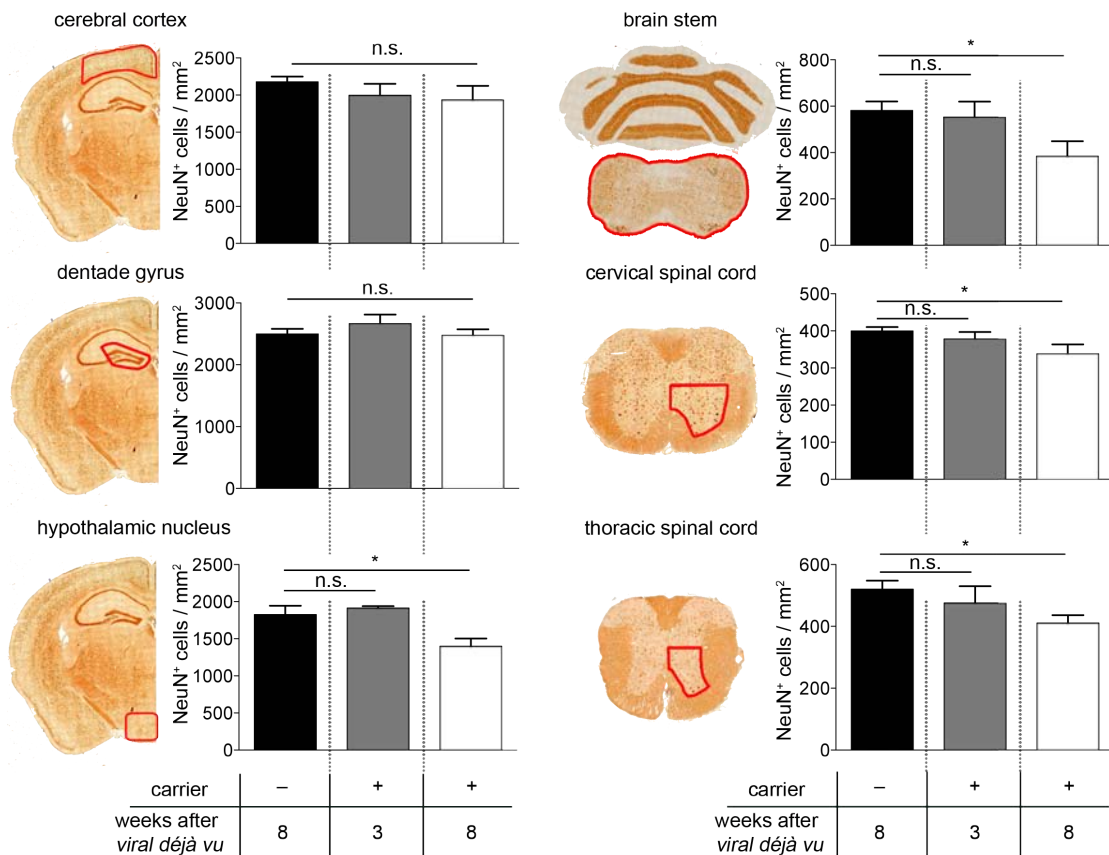 cerebral cortex
NeuN⁺ cells / mm²
2500
2000
1500
2500
500
0
n.s.
dentade gyrus
NeuN⁺ cells / mm²
3000
2000
3000
1000
0
n.s.
hypothalamic nucleus
NeuN⁺ cells / mm²
2500
2000
1500
1000
500
0
*
n.s.
carrier – + +
weeks after
viral déjà vu 8 3 8
brain stem
NeuN⁺ cells / mm²
800
600
400
200
0
*
n.s.
cervical spinal cord
NeuN⁺ cells / mm²
500
400
300
200
400
0
*
n.s.
thoracic spinal cord
NeuN⁺ cells / mm²
600
400
200
0
*
n.s.
carrier – + +
weeks after
viral déjà vu 8 3 8